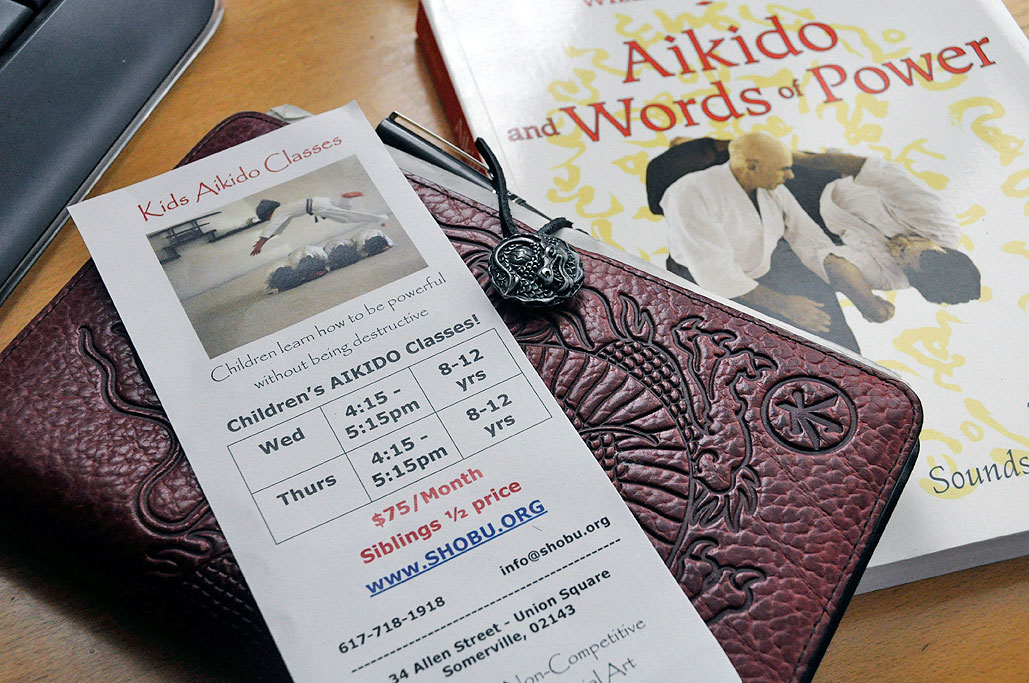 Kids Aikido Classes
Children learn how to be powerful
without being destructive
Children's AIKIDO Classes!
Wed
4:15 -
5:15pm
8-12
yrs
Thurs
4:15 -
5:15pm
8-12
yrs
$75/Month
Siblings ½ price
www.SHOBU.ORG
info@shobu.org
617-718-1918
34 Allen Street - Union Square
Somerville, 02143
Non-Competitive
Art
Aikido
and Words of Power
Sounds